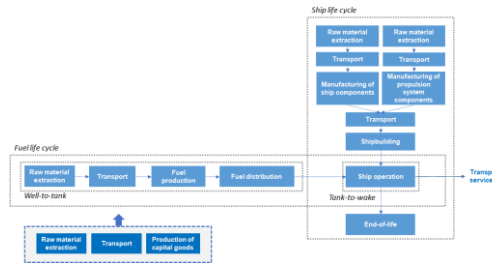 Ship life cycle
Raw material
extraction
Raw material
extraction
Transport
Transport
Manufacturing of
ship components
Manufacturing of
propulsion
system
components
Transport
Shipbuilding
Fuel life cycle
Raw material
extraction
Transport
Fuel
production
Fuel distribution
Ship operation
Transp
service
Well-to-tank
Tank-to-wake
Raw material
extraction
Transport
Production of
capital goods
End-of-life